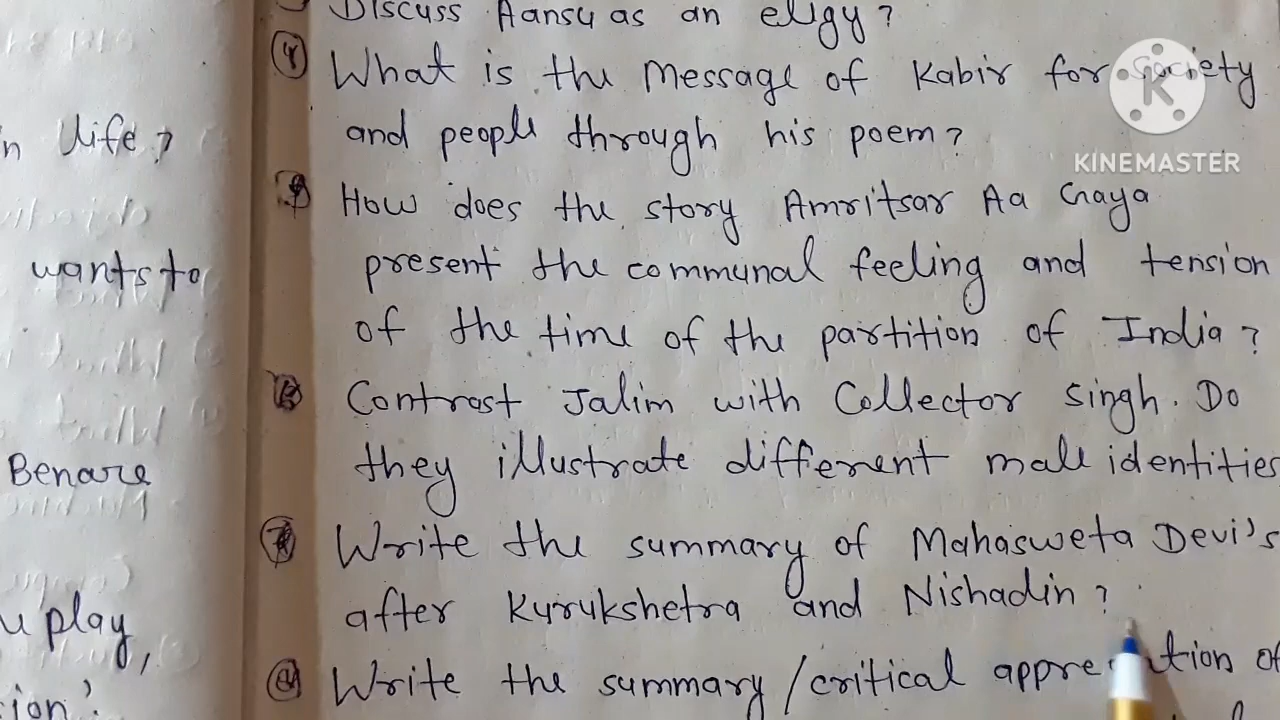 Discuss Aansu as an eligy?
④ What is the Message of Kabir for society
and people through his poem?
How does the story Amritsar Aa Gaya
present the communal feeling and tension
of the time of the partition of India?
Contrast Jalim with Collector Singh. Do
they illustrate different male identities
Write the summary of Mahasweta Devi's
after Kurukshetra and Nishadin?
Write the summary/critical appreciation of
n life?
wants to
Benare
play,
K
KINEMASTER